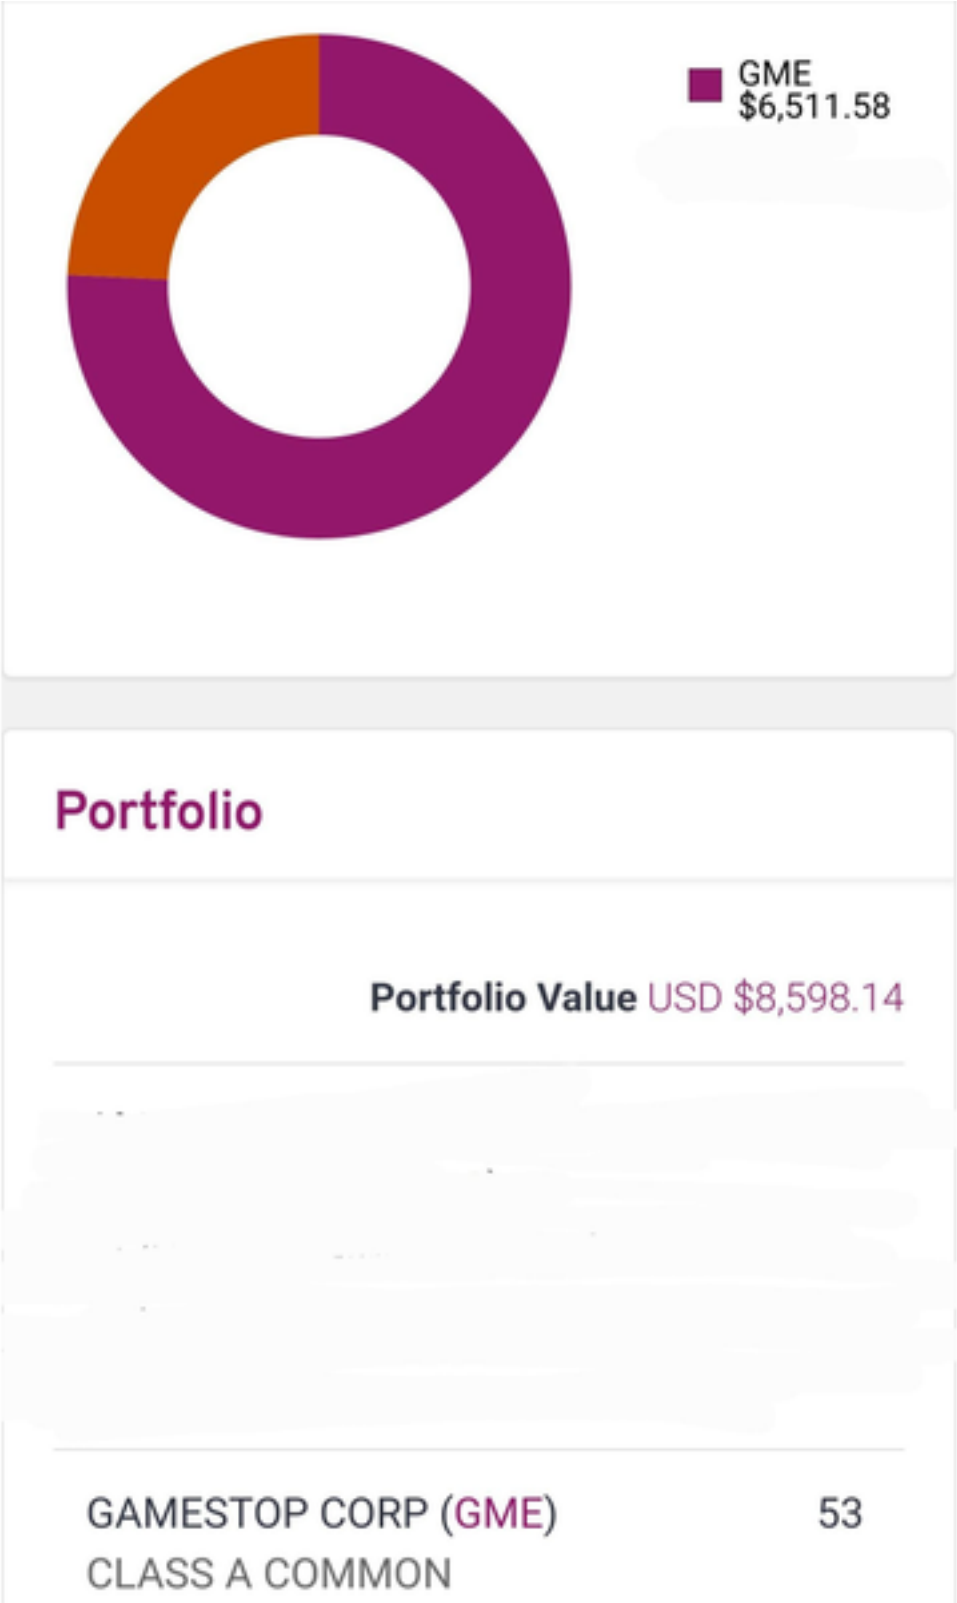 GME
$6,511.58
Portfolio
Portfolio Value USD $8,598.14
GAMESTOP CORP (GME) 53
CLASS A COMMON